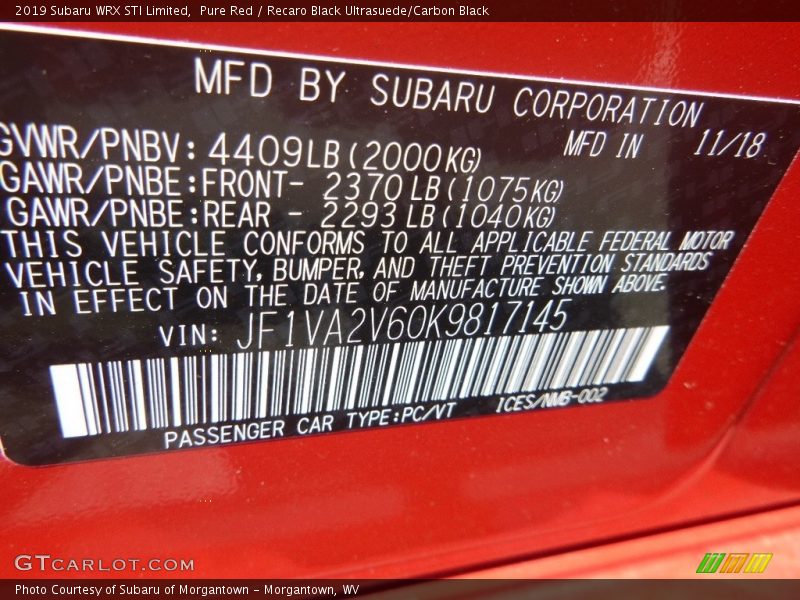 2019 Subaru WRX STI Limited, Pure Red / Recaro Black Ultrasuede/Carbon Black
MFD BY SUBARU CORPORATION
MFD IN 11/18
GVWR/PNBV: 4409LB(2000KG)
GAWR/PNBE:FRONT- 2370LB(1075KG)
GAWR/PNBE:REAR - 2293LB(1040KG)
THIS VEHICLE CONFORMS TO ALL APPLICABLE FEDERAL MOTOR
VEHICLE SAFETY, BUMPER, AND THEFT PREVENTION STANDARDS
IN EFFECT ON THE DATE OF MANUFACTURE SHOWN ABOVE.
VIN: JF1VA2V60K9817145
PASSENGER CAR TYPE:PC/VT ICES/NMB-002
GTCARLOT.COM
Photo Courtesy of Subaru of Morgantown - Morgantown, WV